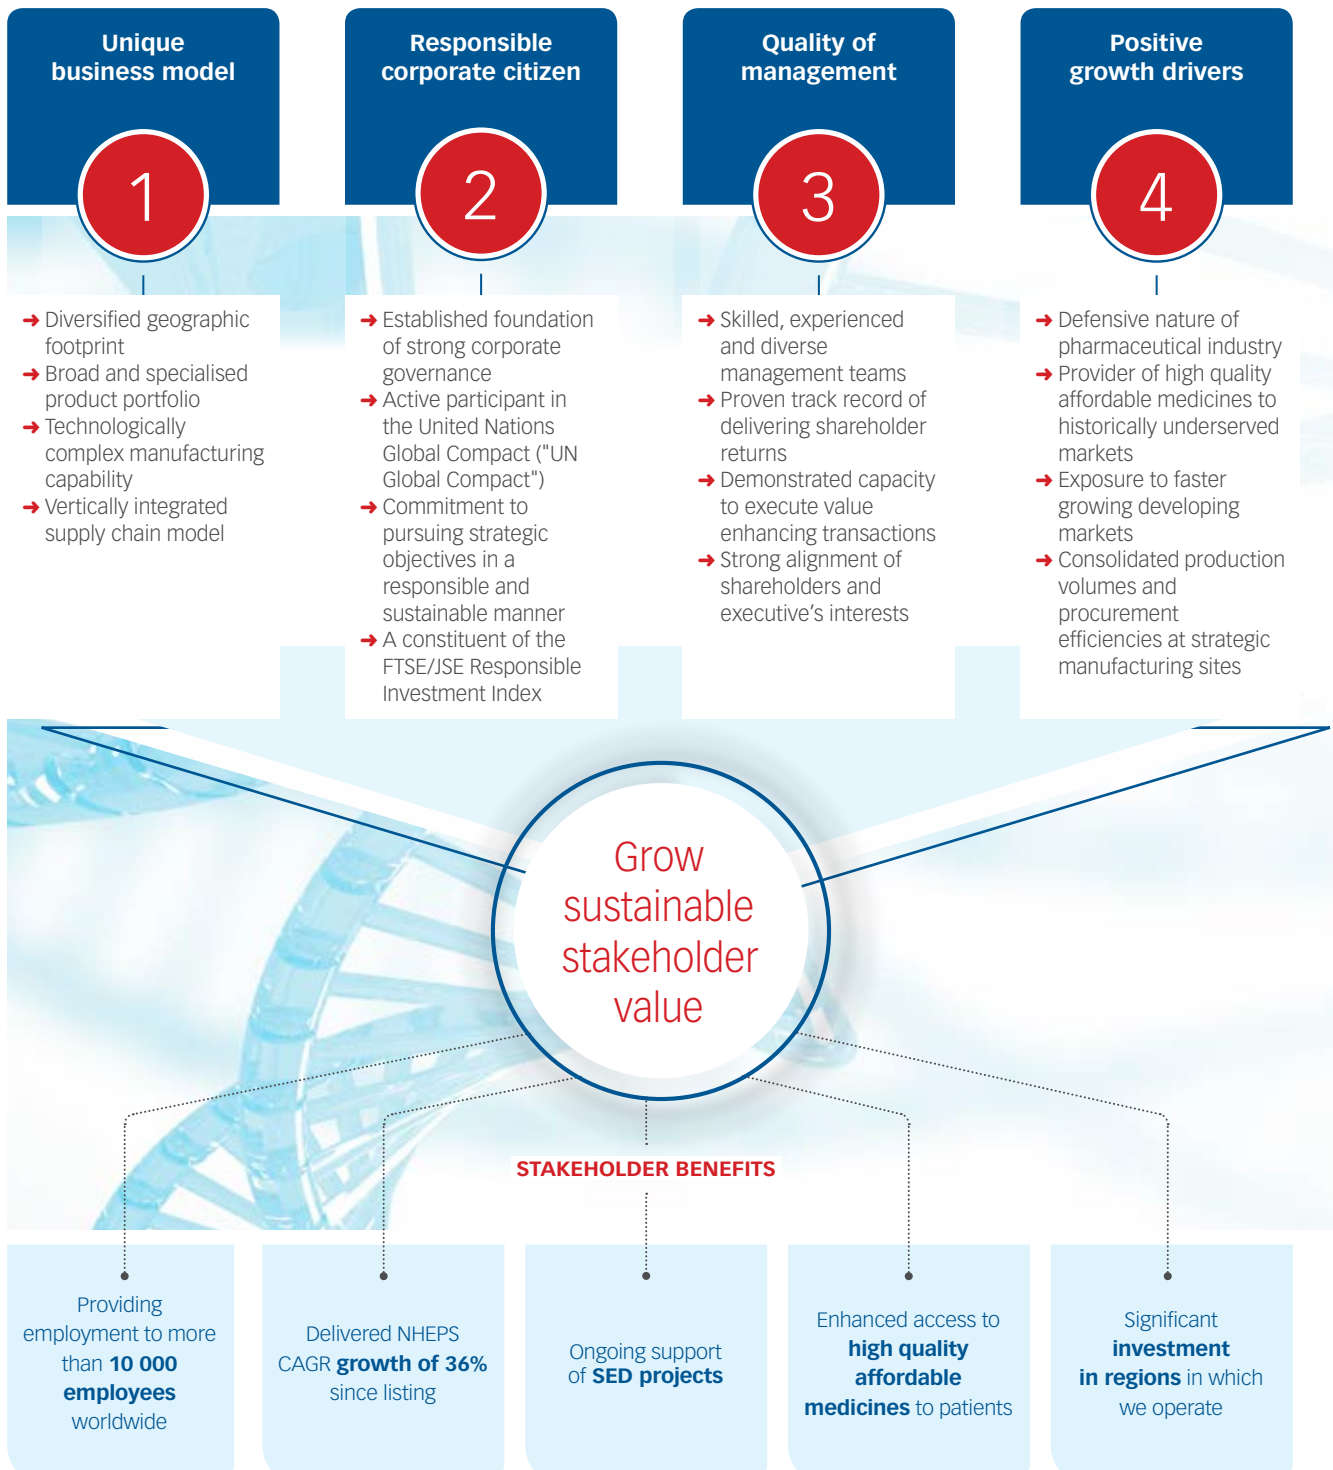 Unique
business model
1
➜ Diversified geographic
footprint
➜ Broad and specialised
product portfolio
➜ Technologically
complex manufacturing
capability
➜ Vertically integrated
supply chain model
Responsible
corporate citizen
2
➜ Established foundation
of strong corporate
governance
➜ Active participant in
the United Nations
Global Compact ("UN
Global Compact")
➜ Commitment to
pursuing strategic
objectives in a
responsible and
sustainable manner
➜ A constituent of the
FTSE/JSE Responsible
Investment Index
Quality of
management
3
➜ Skilled, experienced
and diverse
management teams
➜ Proven track record of
delivering shareholder
returns
➜ Demonstrated capacity
to execute value
enhancing transactions
➜ Strong alignment of
shareholders and
executive’s interests
Positive
growth drivers
4
➜ Defensive nature of
pharmaceutical industry
➜ Provider of high quality
affordable medicines to
historically underserved
markets
➜ Exposure to faster
growing developing
markets
➜ Consolidated production
volumes and
procurement
efficiencies at strategic
manufacturing sites
Grow
sustainable
stakeholder
value
STAKEHOLDER BENEFITS
Providing
employment to more
than 10 000
employees
worldwide
Delivered NHEPS
CAGR growth of 36%
since listing
Ongoing support
of SED projects
Enhanced access to
high quality
affordable
medicines to patients
Significant
investment
in regions in which
we operate